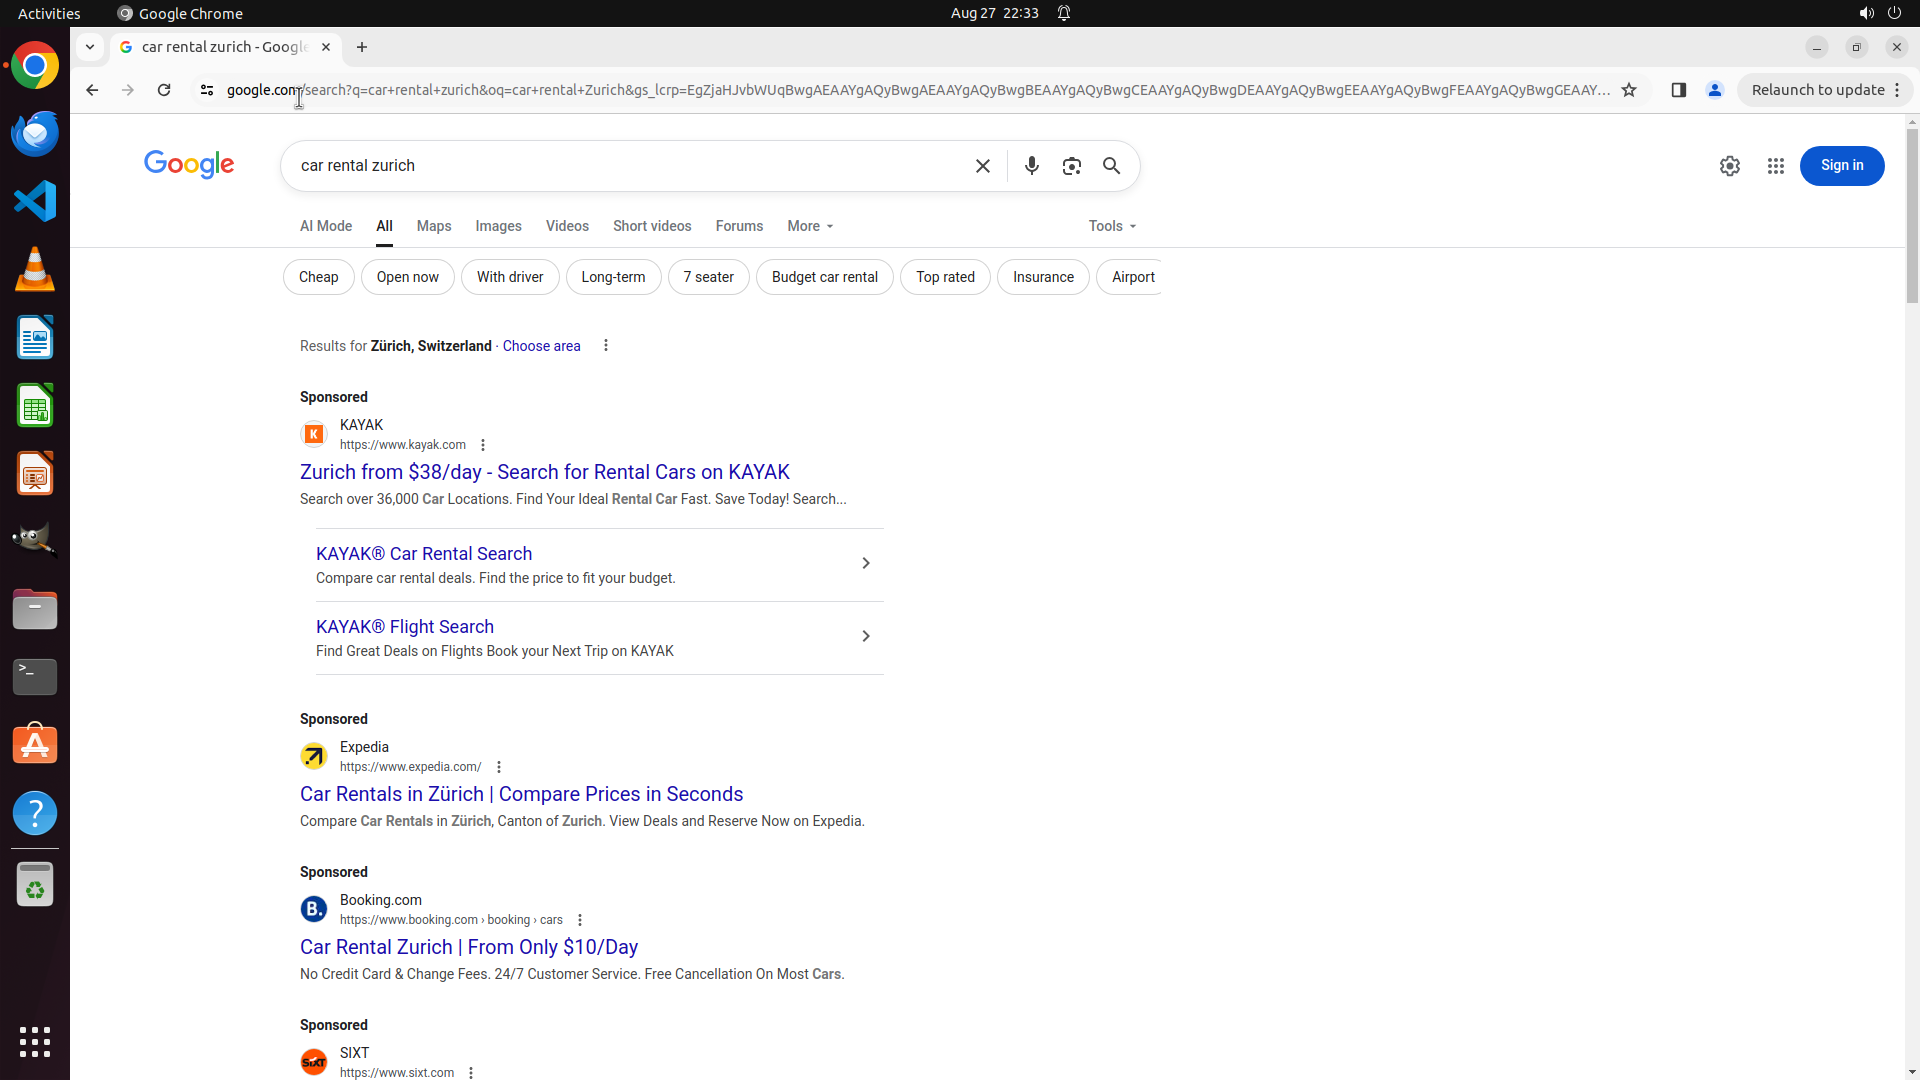 Activities
Google Chrome
Aug 27 22:33
car rental zurich - Google
google.com/search?q=car+rental+zurich&oq=car+rental+Zurich&gs_lcrp=EgZjaHJvbWUqBwgAEAAYgAQyBwgAEAAYgAQyBwgBEAAYgAQyBwgCEAAYgAQyBwgDEAAYgAQyBwgEEAAYgAQyBwgFEAAYgAQyBwgGEAAY…
Relaunch to update
Google
car rental zurich
Sign in
AI Mode
All
Maps
Images
Videos
Short videos
Forums
More
Tools
Cheap
Open now
With driver
Long-term
7 seater
Budget car rental
Top rated
Insurance
Airport
Results for Zürich, Switzerland · Choose area
Sponsored
K
KAYAK
https://www.kayak.com
Zurich from $38/day - Search for Rental Cars on KAYAK
Search over 36,000 Car Locations. Find Your Ideal Rental Car Fast. Save Today! Search...
KAYAK® Car Rental Search
Compare car rental deals. Find the price to fit your budget.
KAYAK® Flight Search
Find Great Deals on Flights Book your Next Trip on KAYAK
Sponsored
Expedia
https://www.expedia.com/
Car Rentals in Zürich | Compare Prices in Seconds
Compare Car Rentals in Zürich, Canton of Zurich. View Deals and Reserve Now on Expedia.
Sponsored
B.
Booking.com
https://www.booking.com › booking › cars
Car Rental Zurich | From Only $10/Day
No Credit Card & Change Fees. 24/7 Customer Service. Free Cancellation On Most Cars.
Sponsored
SIXT
SIXT
https://www.sixt.com